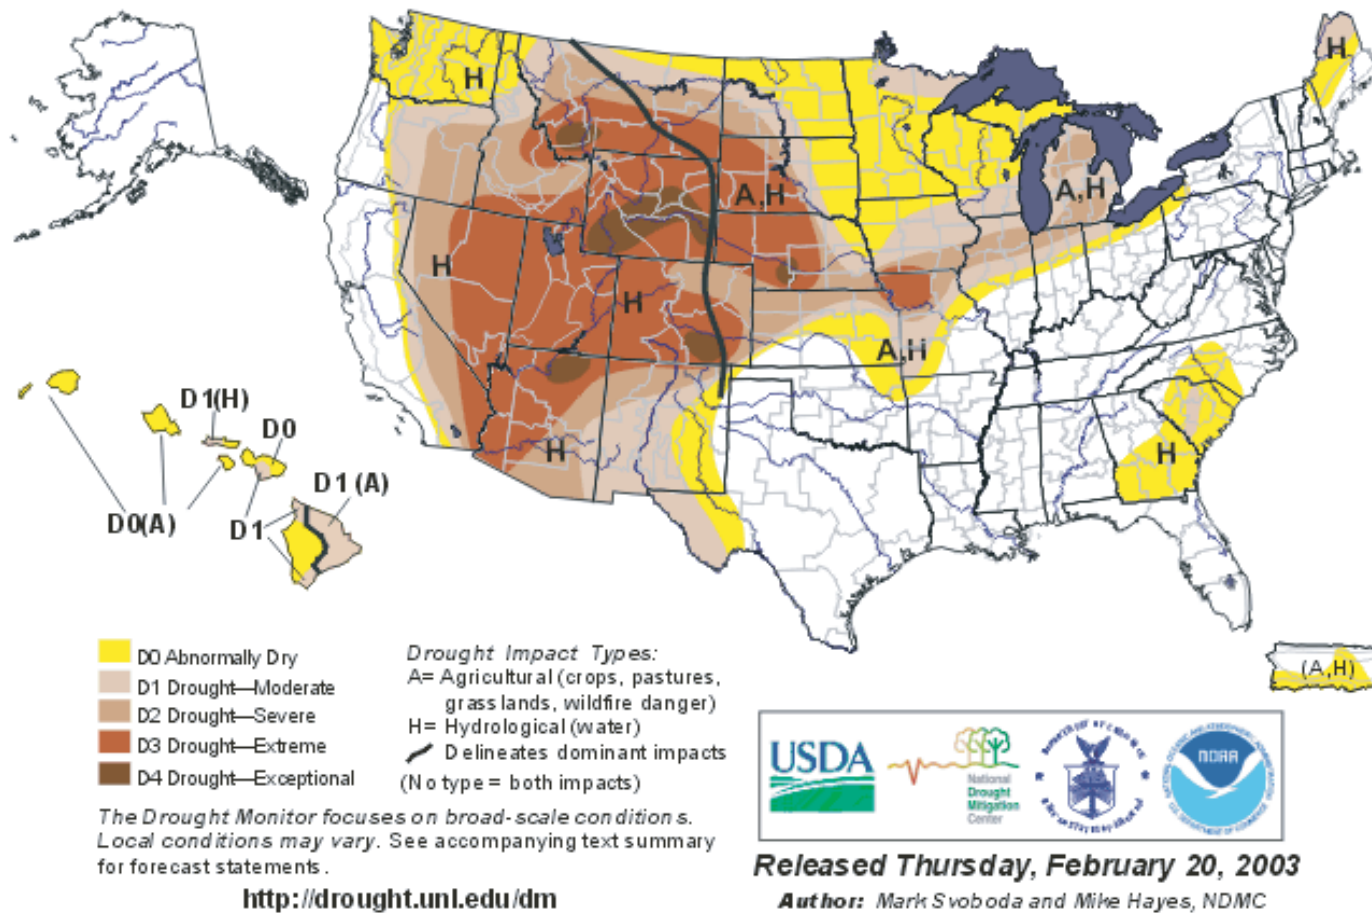 H
H
A,H
A,H
H
H
A,H
H
H
D1(H)
D0
D1 (A)
D0(A)
D1
(A,H)
D0 Abnormally Dry
D1 Drought—Moderate
D2 Drought—Severe
D3 Drought—Extreme
D4 Drought—Exceptional
Drought Impact Types:
A= Agricultural (crops, pastures,
grasslands, wildfire danger)
H= Hydrological (water)
Delineates dominant impacts
(No type = both impacts)
The Drought Monitor focuses on broad-scale conditions.
Local conditions may vary. See accompanying text summary
for forecast statements.
http://drought.unl.edu/dm
USDA
National
Drought
Mitigation
Center
NOAA
Released Thursday, February 20, 2003
Author: Mark Svoboda and Mike Hayes, NDMC